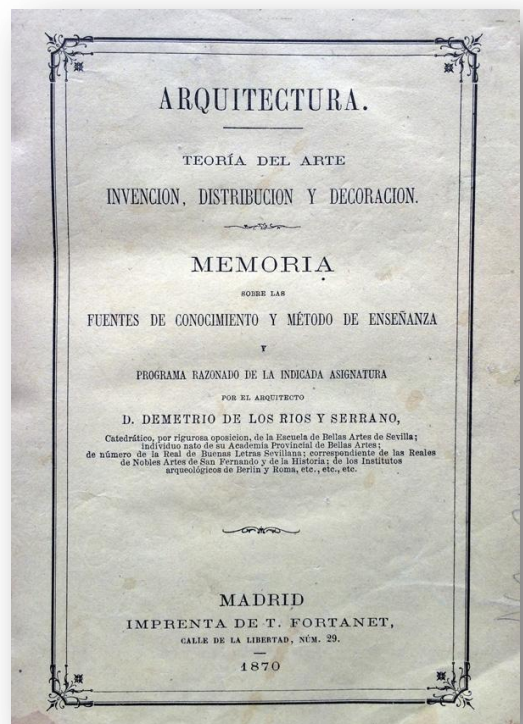 ARQUITECTURA.
TEORÍA DEL ARTE
INVENCION, DISTRIBUCION Y DECORACION.
MEMORIA
SOBRE LAS
FUENTES DE CONOCIMIENTO Y MÉTODO DE ENSEÑANZA
Y
PROGRAMA RAZONADO DE LA INDICADA ASIGNATURA
POR EL ARQUITECTO
D. DEMETRIO DE LOS RIOS Y SERRANO,
Catedrático, por rigurosa oposicion, de la Escuela de Bellas Artes de Sevilla;
individuo nato de su Academia Provincial de Bellas Artes;
de número de la Real de Buenas Letras Sevillana; correspondiente de las Reales
de Nobles Artes de San Fernando y de la Historia; de los Institutos
arqueológicos de Berlin y Roma, etc., etc., etc.
MADRID
IMPRENTA DE T. FORTANET,
CALLE DE LA LIBERTAD, NÚM. 29.
1870